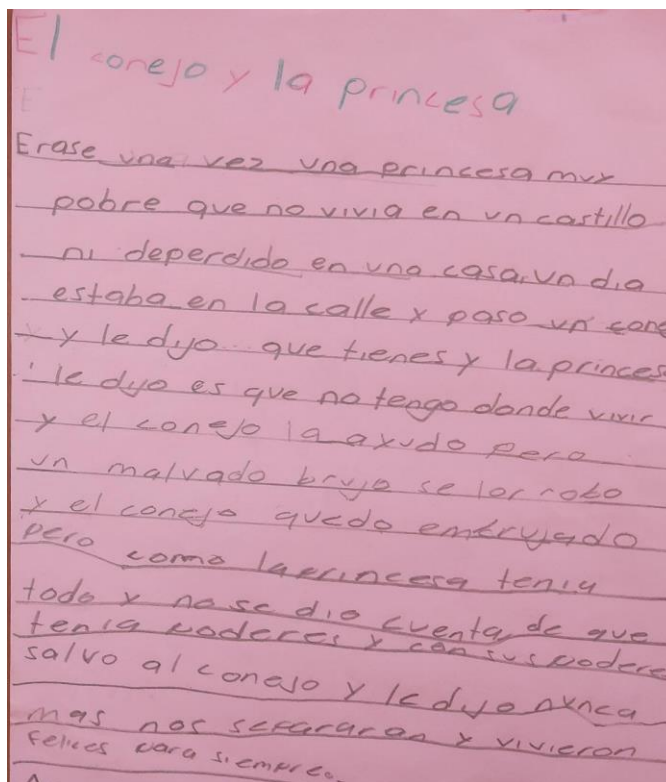 El conejo y la princesa
Erase una vez una princesa muy
pobre que no vivia en un castillo
ni deperdido en una casa.un dia
estaba en la calle y paso un cone
y le dijo que tienes y la princes
le dijo es que no tengo donde vivir
y el conejo la ayudo pero
un malvado brujo se lor robo
y el conejo quedo embrujado
pero como la princesa tenia
todo y no se dio cuenta de que
tenia poderes y con sus podere
salvo al conejo y le dijo nunca
mas nos separaran y vivieron
felices para siempre.